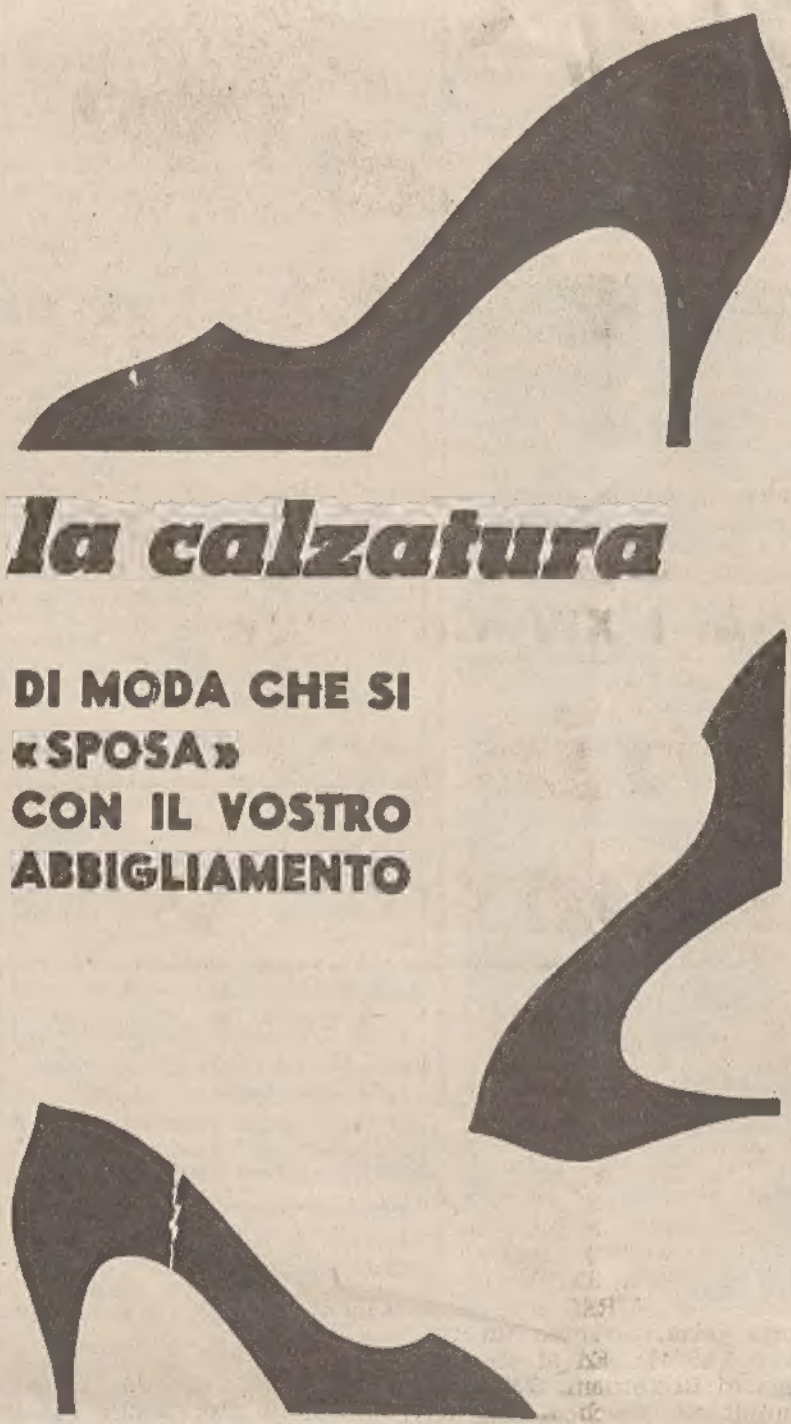 la calzatura
DI MODA CHE SI
«SPOSA»
CON IL VOSTRO
ABBIGLIAMENTO